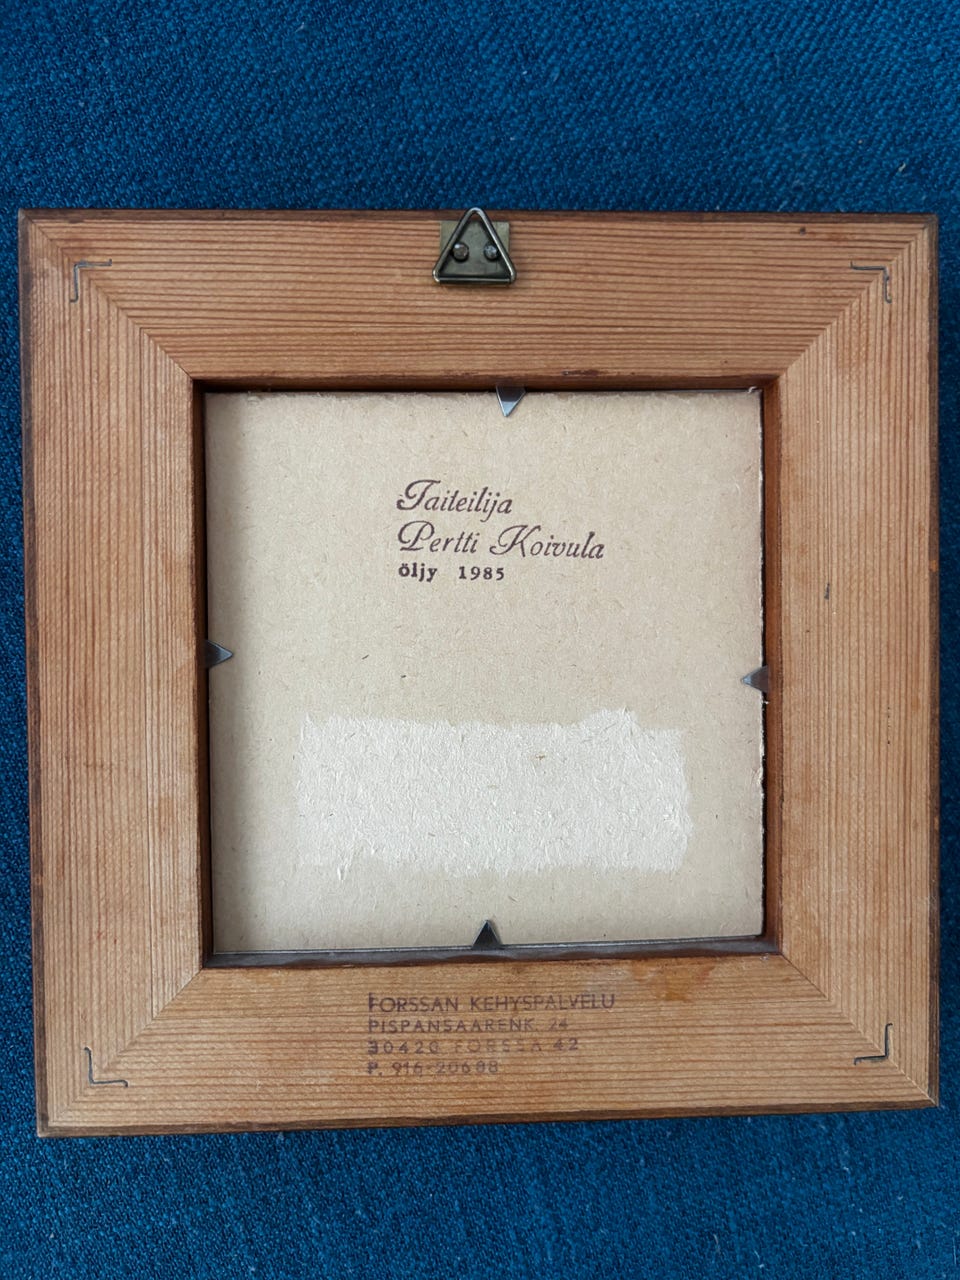 Taiteilija
Pertti Koivula
öljy 1985
FORSSAN KEHYSPALVELU
PISPANSAARENK. 24
30420 FORSSA 42
P. 916-20688